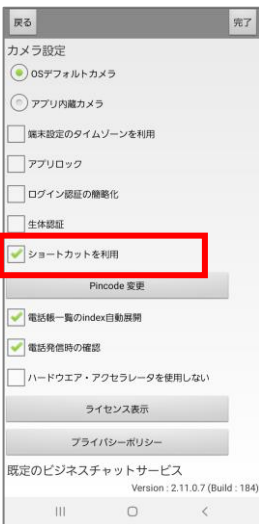 戻る
完了
カメラ設定
OSデフォルトカメラ
アプリ内蔵カメラ
端末設定のタイムゾーンを利用
アプリロック
ログイン認証の簡略化
生体認証
ショートカットを利用
Pincode 変更
電話帳一覧のindex自動展開
電話発信時の確認
ハードウエア・アクセラレータを使用しない
ライセンス表示
プライバシーポリシー
既定のビジネスチャットサービス
Version : 2.11.0.7 (Build : 184)